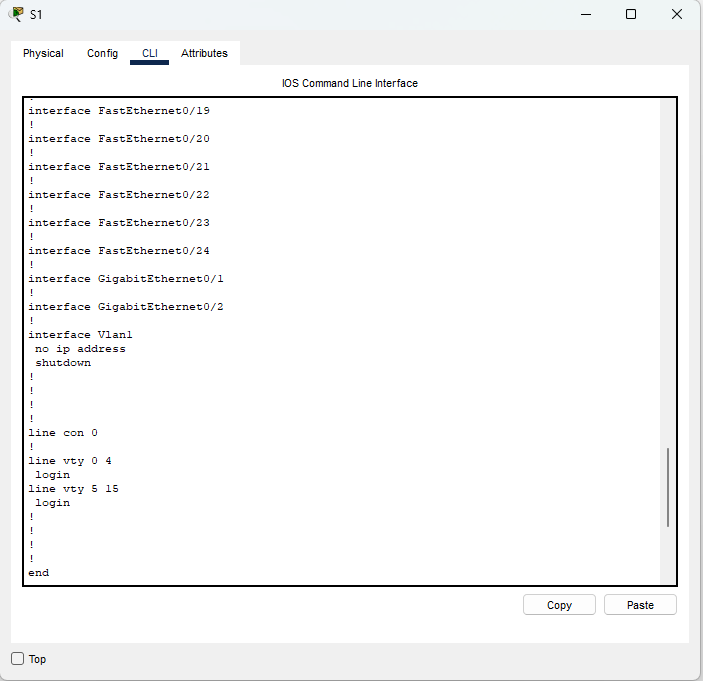 S1
Physical Config CLI Attributes
IOS Command Line Interface
!
interface FastEthernet0/19
!
interface FastEthernet0/20
!
interface FastEthernet0/21
!
interface FastEthernet0/22
!
interface FastEthernet0/23
!
interface FastEthernet0/24
!
interface GigabitEthernet0/1
!
interface GigabitEthernet0/2
!
interface Vlan1
 no ip address
 shutdown
!
!
!
!
line con 0
!
line vty 0 4
 login
line vty 5 15
 login
!
!
!
!
end
Copy Paste
Top